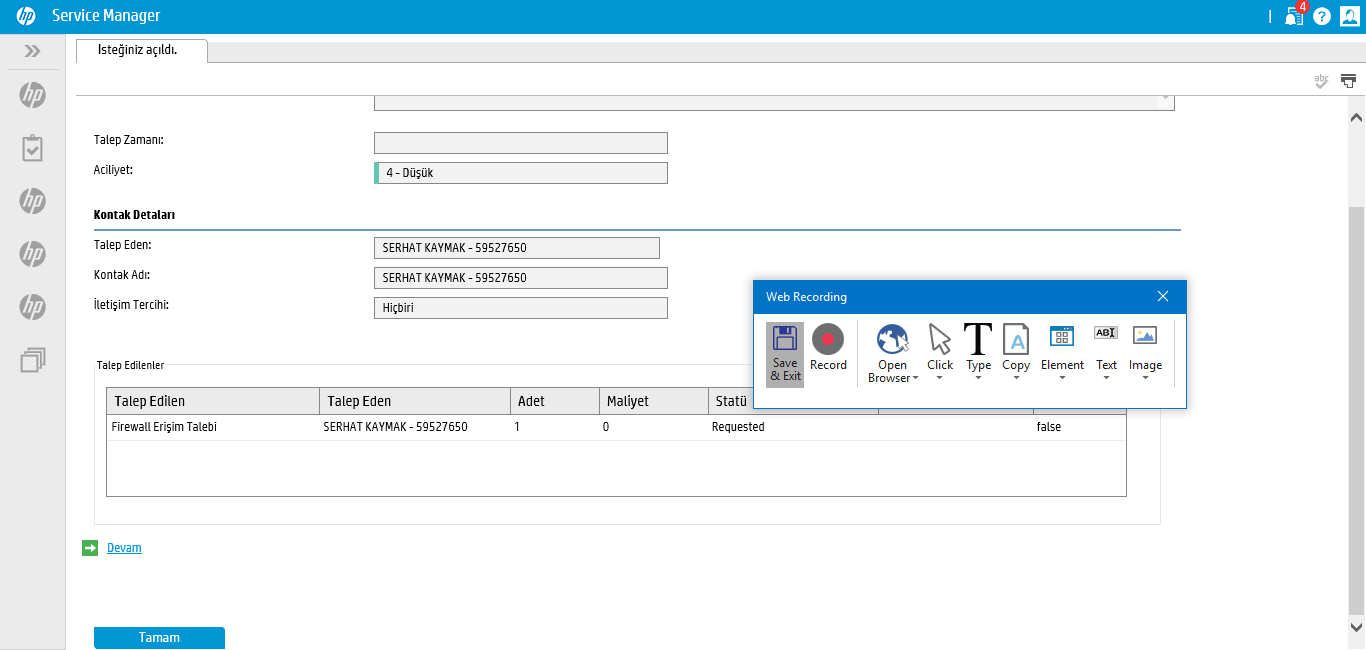 hp Service Manager
4
?
İsteğiniz açıldı.
abc
Talep Zamanı:
Aciliyet: 4 - Düşük
Kontak Detaları
Talep Eden: SERHAT KAYMAK - 59527650
Kontak Adı: SERHAT KAYMAK - 59527650
İletişim Tercihi: Hiçbiri
Web Recording
Save & Exit
Record
Open Browser
Click
Type
Copy
Element
Text
Image
Talep Edilenler
Talep Edilen Talep Eden Adet Maliyet Statü
Firewall Erişim Talebi SERHAT KAYMAK - 59527650 1 0 Requested false
Devam
Tamam